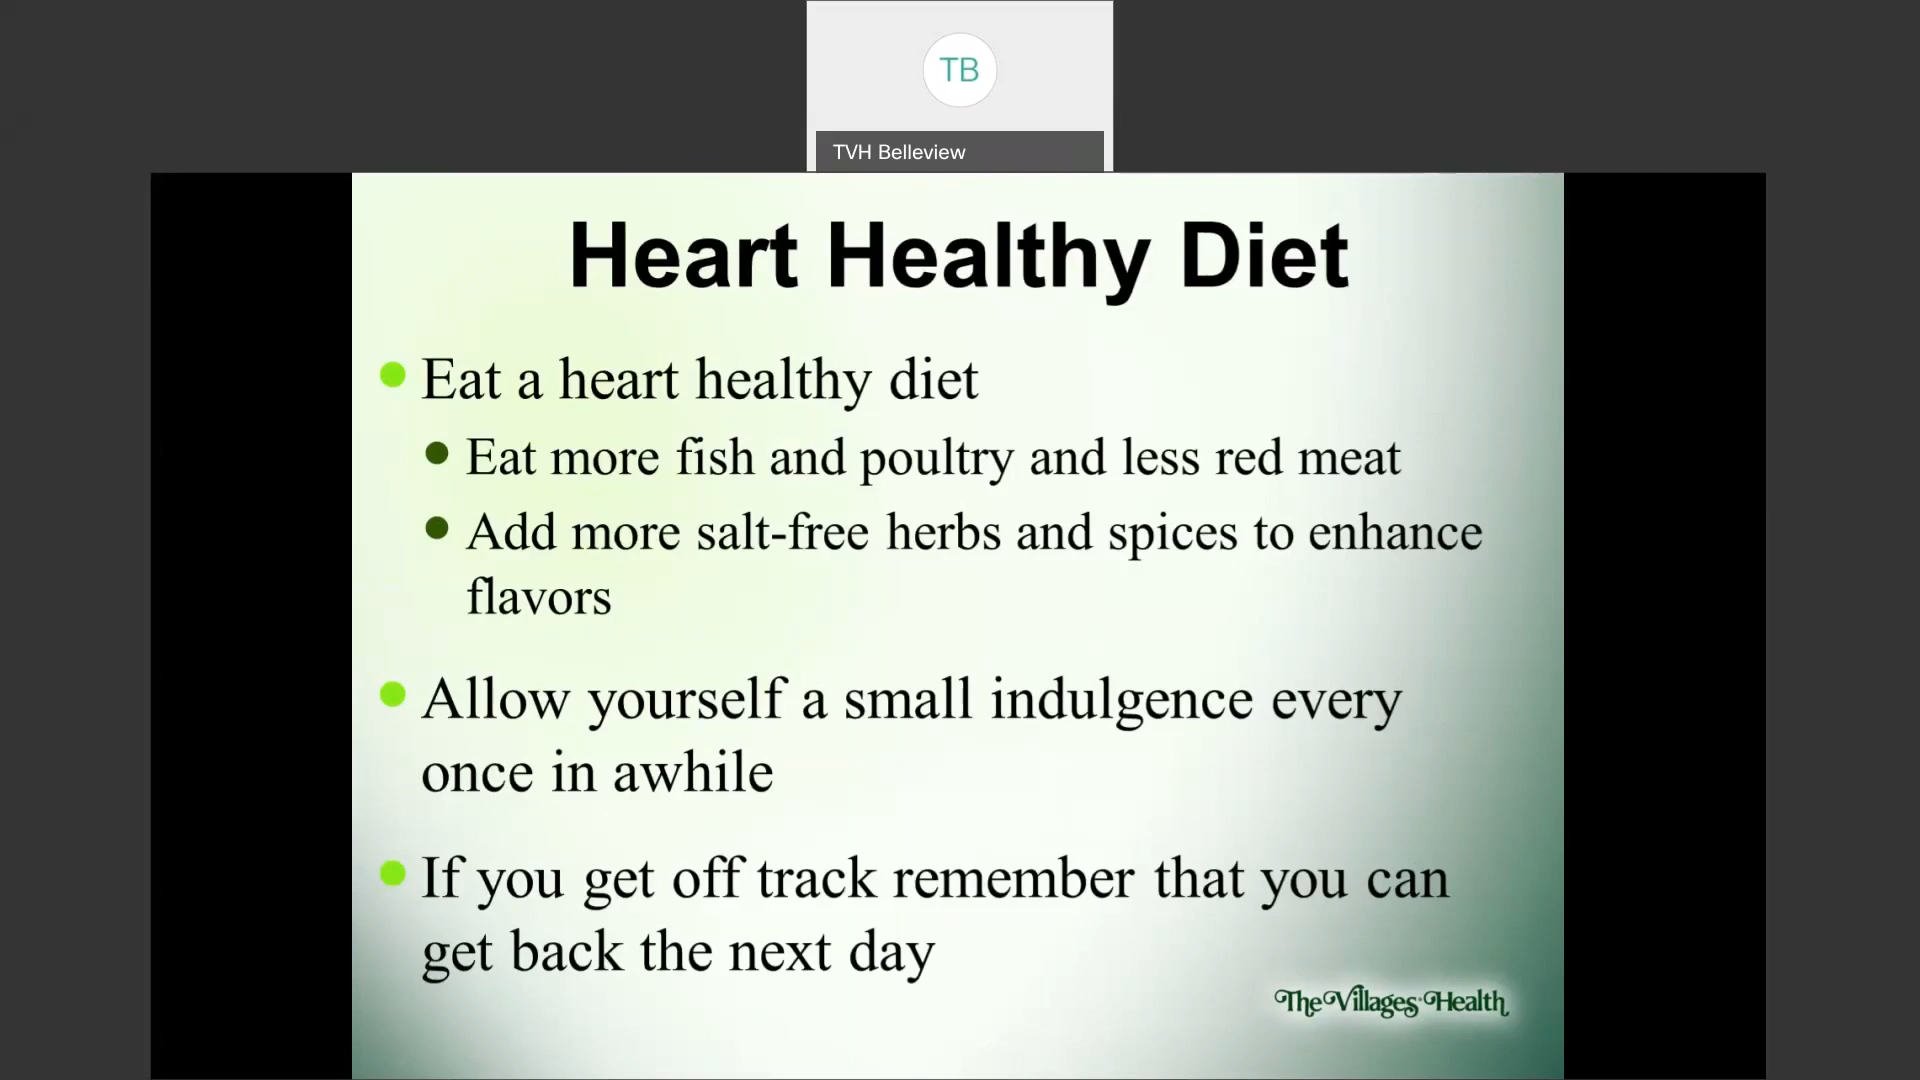 TB
TVH Belleview
Heart Healthy Diet
Eat a heart healthy diet
Eat more fish and poultry and less red meat
Add more salt-free herbs and spices to enhance
flavors
Allow yourself a small indulgence every
once in awhile
If you get off track remember that you can
get back the next day
The Villages Health